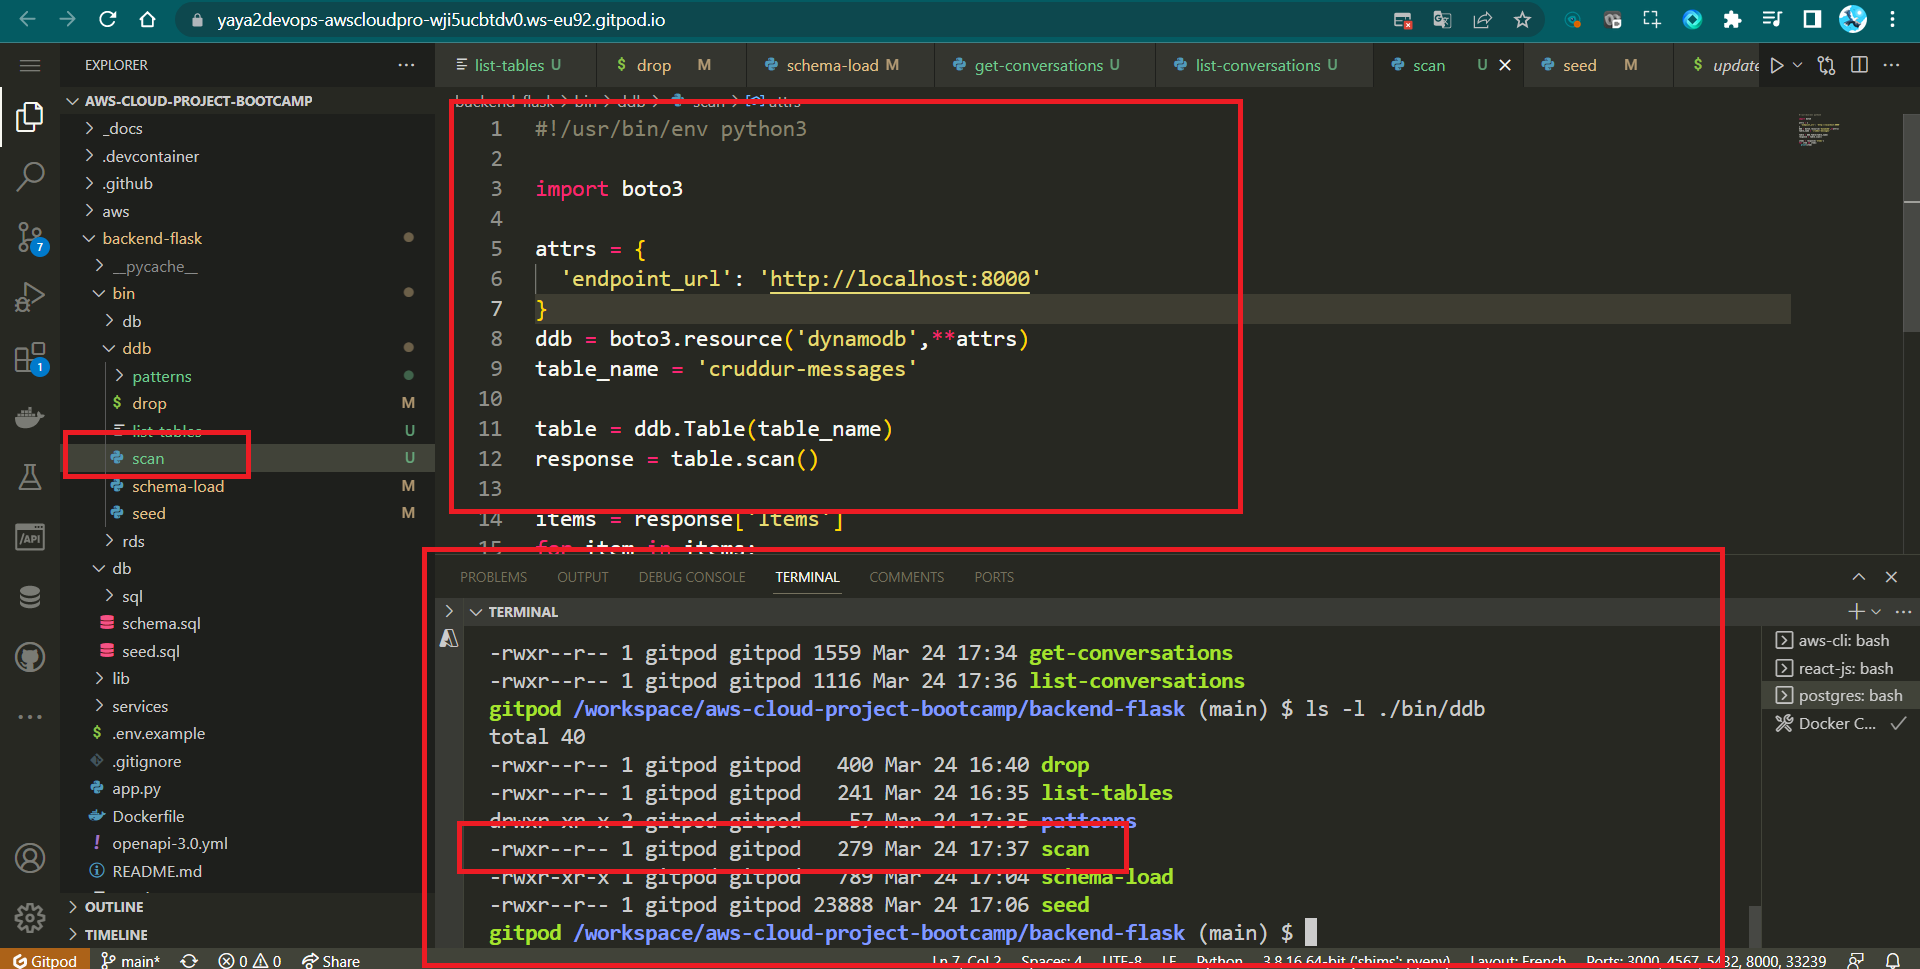 yaya2devops-awscloudpro-wji5ucbtdv0.ws-eu92.gitpod.io
EXPLORER
AWS-CLOUD-PROJECT-BOOTCAMP
_docs
.devcontainer
.github
aws
backend-flask
__pycache__
bin
db
ddb
patterns
$ drop M
list-tables U
scan U
schema-load M
seed M
rds
db
sql
schema.sql
seed.sql
lib
services
$ .env.example
.gitignore
app.py
Dockerfile
! openapi-3.0.yml
README.md
OUTLINE
TIMELINE
7
1
/API
list-tables U
$ drop M
schema-load M
get-conversations U
list-conversations U
scan U
seed M
$ update
backend-flask > bin > ddb > scan > attrs
1 #!/usr/bin/env python3
2
3 import boto3
4
5 attrs = {
6 'endpoint_url': 'http://localhost:8000'
7 }
8 ddb = boto3.resource('dynamodb',**attrs)
9 table_name = 'cruddur-messages'
10
11 table = ddb.Table(table_name)
12 response = table.scan()
13
14 items = response['Items']
15 for item in items:
PROBLEMS OUTPUT DEBUG CONSOLE TERMINAL COMMENTS PORTS
TERMINAL
-rwxr--r-- 1 gitpod gitpod 1559 Mar 24 17:34 get-conversations
-rwxr--r-- 1 gitpod gitpod 1116 Mar 24 17:36 list-conversations
gitpod /workspace/aws-cloud-project-bootcamp/backend-flask (main) $ ls -l ./bin/ddb
total 40
-rwxr--r-- 1 gitpod gitpod 400 Mar 24 16:40 drop
-rwxr--r-- 1 gitpod gitpod 241 Mar 24 16:35 list-tables
drwxr-xr-x 2 gitpod gitpod 57 Mar 24 17:35 patterns
-rwxr--r-- 1 gitpod gitpod 279 Mar 24 17:37 scan
-rwxr-xr-x 1 gitpod gitpod 789 Mar 24 17:04 schema-load
-rwxr--r-- 1 gitpod gitpod 23888 Mar 24 17:06 seed
gitpod /workspace/aws-cloud-project-bootcamp/backend-flask (main) $
aws-cli: bash
react-js: bash
postgres: bash
Docker C...
Gitpod main* 0 0 Share Ln 7, Col 2 Spaces: 4 UTF-8 LF Python 3.8.16 64-bit ('shims': pyenv) Layout: French Ports: 3000, 4567, 5432, 8000, 33239